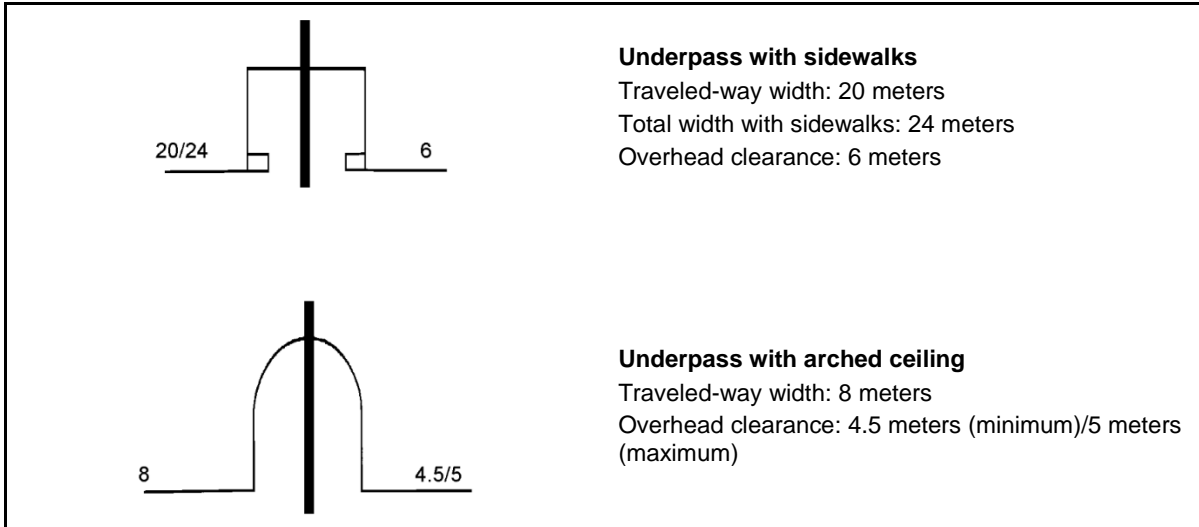 Underpass with sidewalks
Traveled-way width: 20 meters
Total width with sidewalks: 24 meters
Overhead clearance: 6 meters
20/24
6
Underpass with arched ceiling
Traveled-way width: 8 meters
Overhead clearance: 4.5 meters (minimum)/5 meters
(maximum)
8
4.5/5